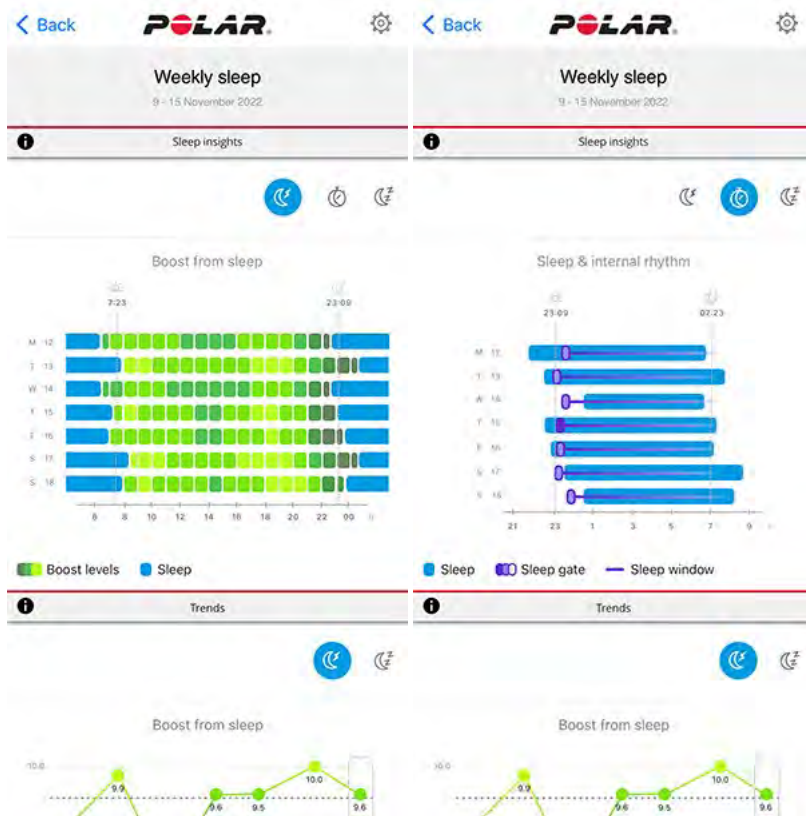 Back
POLAR
Weekly sleep
9 - 15 November 2022
Sleep insights
Boost from sleep
7:23
23:09
M 12
T 13
W 14
T 15
F 16
S 17
S 18
6 8 10 12 14 16 18 20 22 00
Boost levels
Sleep
Trends
Boost from sleep
10.0
9.9
9.6
9.5
10.0
9.6
Back
POLAR
Weekly sleep
9 - 15 November 2022
Sleep insights
Sleep & internal rhythm
23:09
07:23
M 12
T 13
W 14
T 15
F 16
S 17
S 18
21 23 1 3 5 7 9
Sleep
Sleep gate
Sleep window
Trends
Boost from sleep
10.0
9.9
9.6
9.5
10.0
9.6